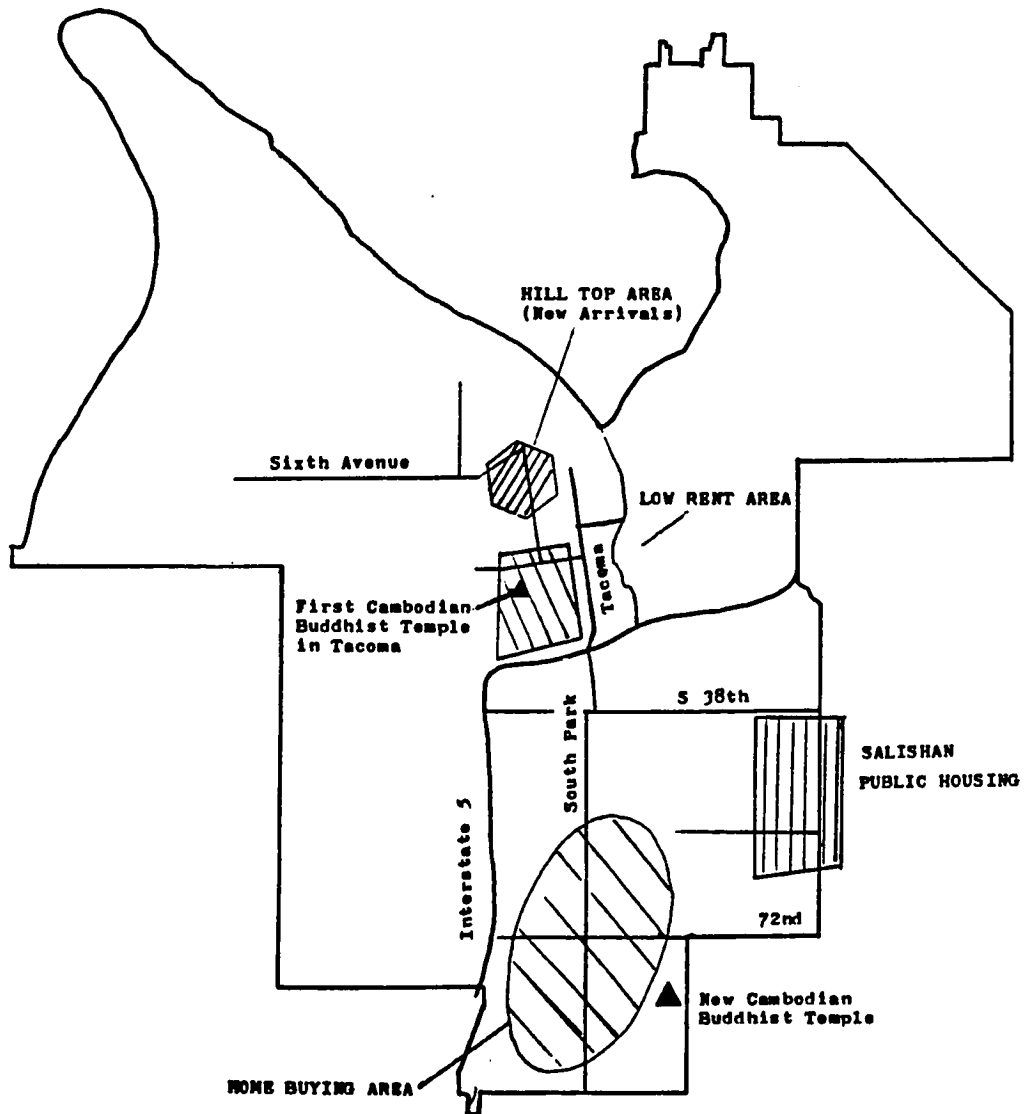 HILL TOP AREA
(New Arrivals)
Sixth Avenue
LOW RENT AREA
Tacoma
First Cambodian
Buddhist Temple
in Tacoma
S 38th
South Park
SALISHAN
PUBLIC HOUSING
Interstate 5
72nd
New Cambodian
Buddhist Temple
HOME BUYING AREA